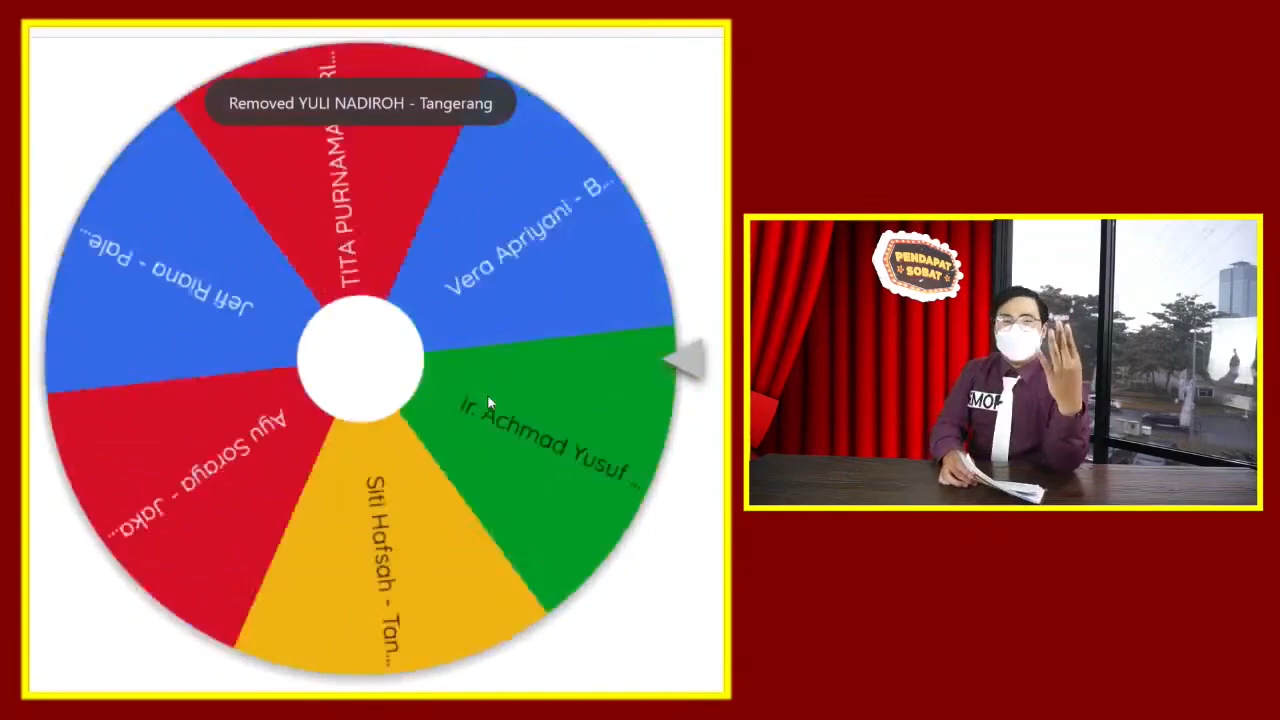 Removed YULI NADIROH - Tangerang
TITA PURNAMA RI...
Vera Apriyani - B...
Jefi Riana - Pale...
Ir. Achmad Yusuf ...
Ayu Soraya - Jaka...
Siti Hafsah - Tan...
PENDAPAT
SOBAT